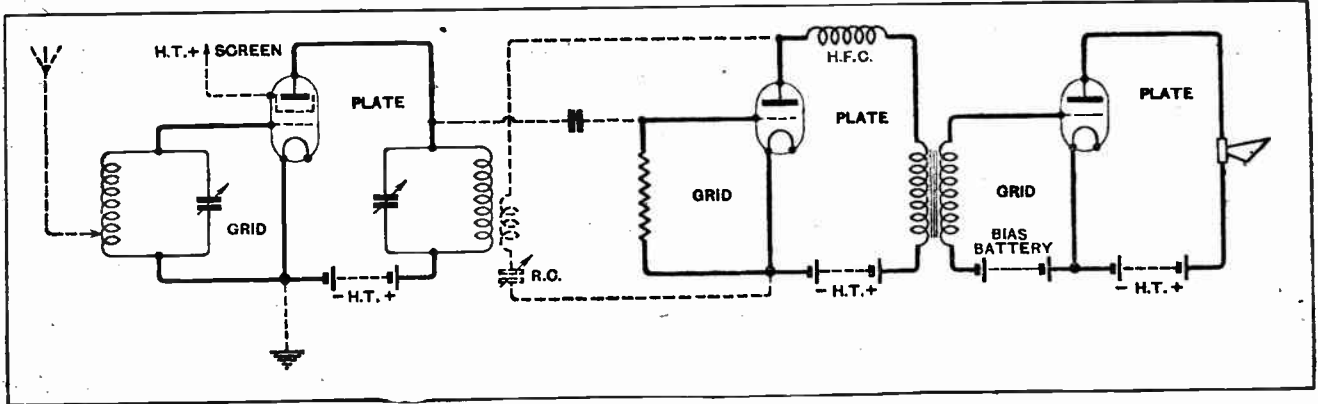 H.T.+ SCREEN
PLATE
GRID
- H.T. +
R.C.
H.F.C.
PLATE
GRID
- H.T. +
PLATE
GRID
BIAS
BATTERY
- H.T. +